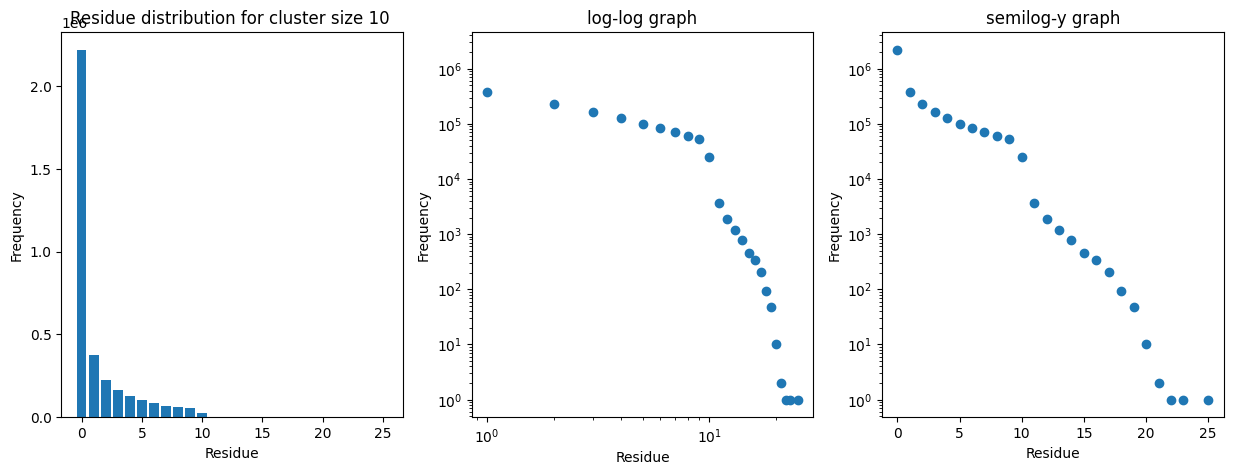 Residue distribution for cluster size 10
1e6
2.0
1.5
1.0
0.5
0.0
0 5 10 15 20 25
Frequency
Residue
log-log graph
10^6
10^5
10^4
10^3
10^2
10^1
10^0
10^0 10^1
Frequency
Residue
semilog-y graph
10^6
10^5
10^4
10^3
10^2
10^1
10^0
0 5 10 15 20 25
Frequency
Residue